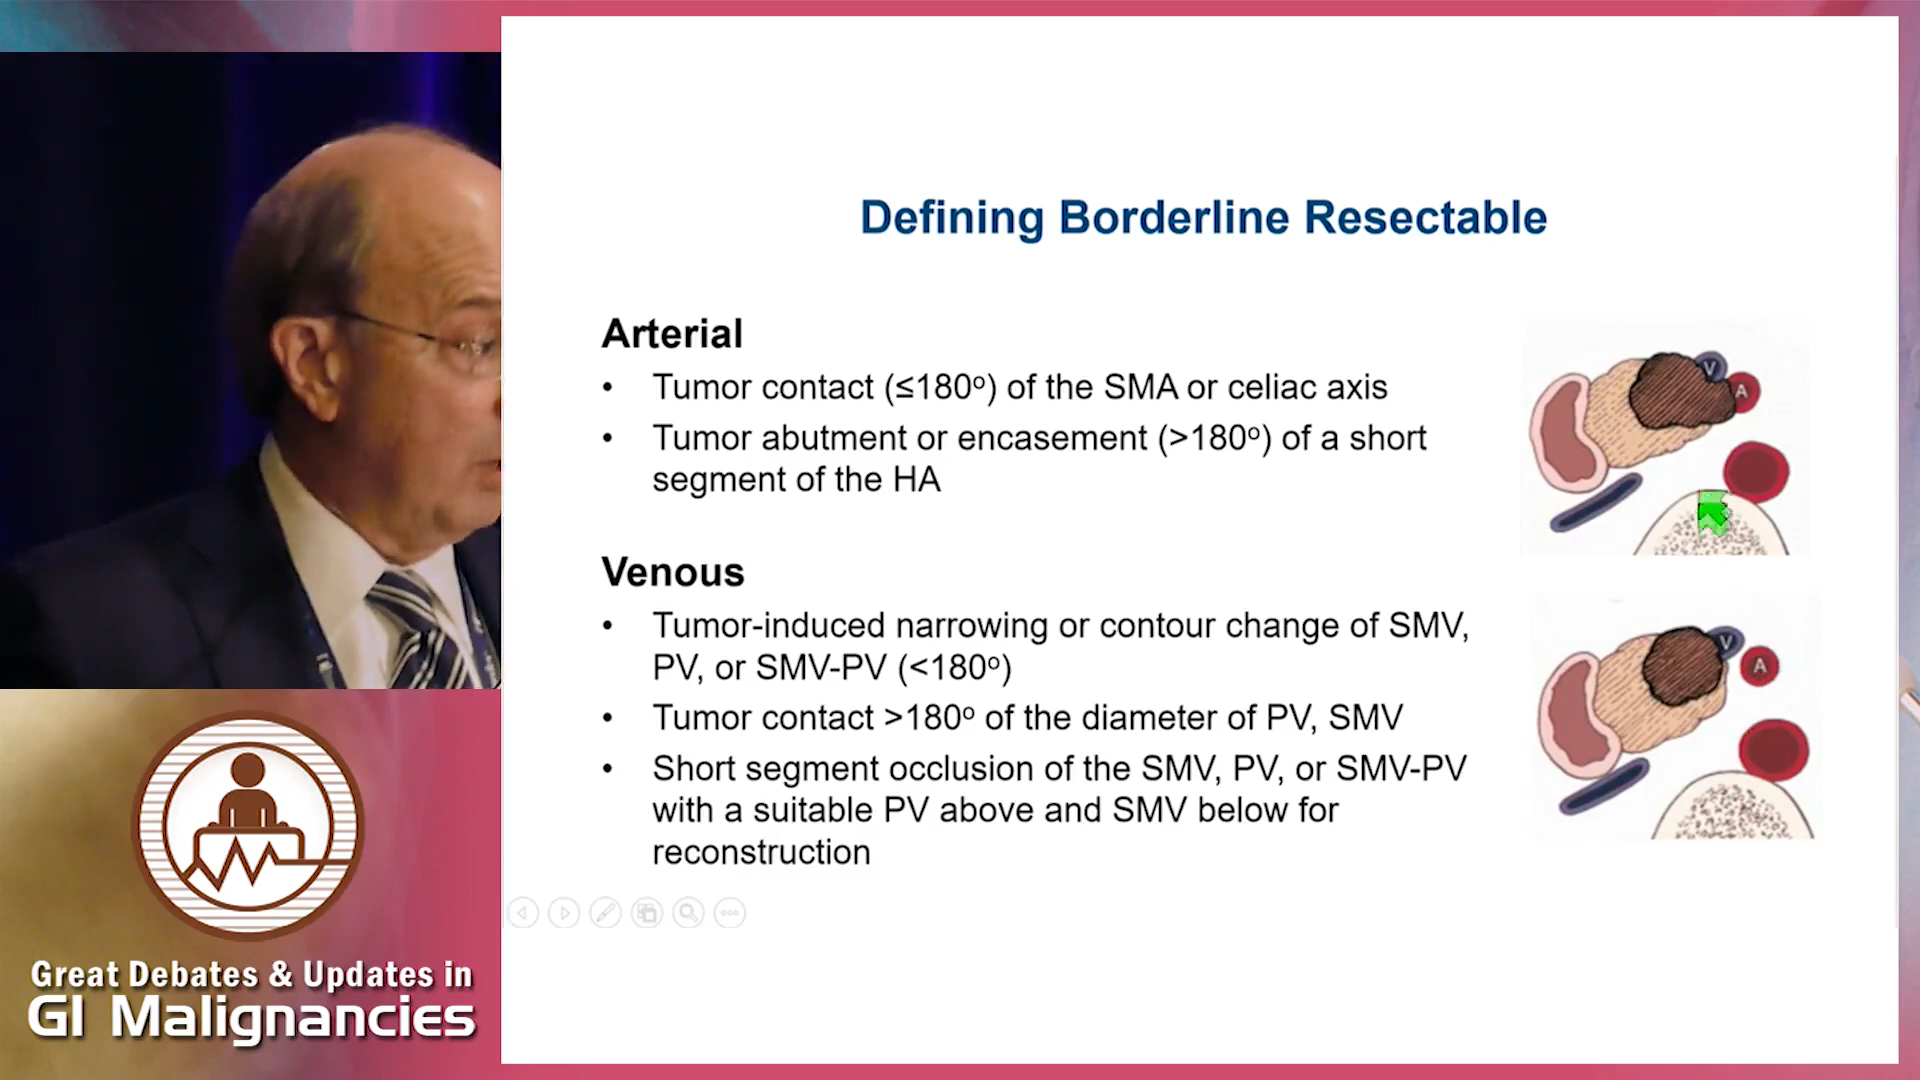 Defining Borderline Resectable
Arterial
• Tumor contact (≤180º) of the SMA or celiac axis
• Tumor abutment or encasement (>180º) of a short
segment of the HA
Venous
• Tumor-induced narrowing or contour change of SMV,
PV, or SMV-PV (<180º)
• Tumor contact >180º of the diameter of PV, SMV
• Short segment occlusion of the SMV, PV, or SMV-PV
with a suitable PV above and SMV below for
reconstruction
V
A
V
A
Great Debates & Updates in
GI Malignancies